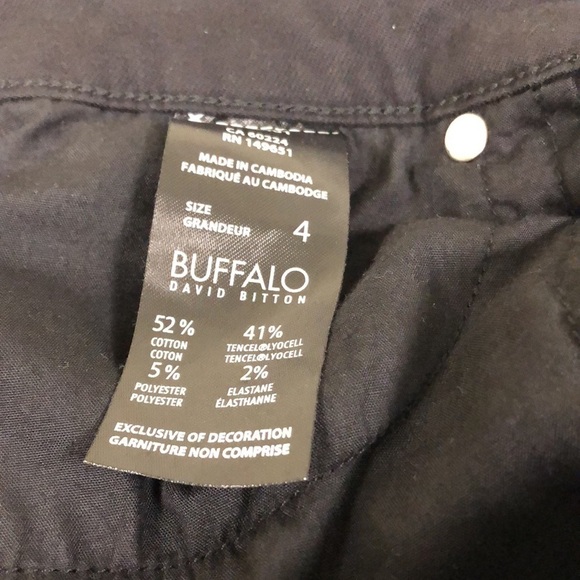 CA 60224
RN 149651
MADE IN CAMBODIA
FABRIQUÉ AU CAMBODGE
SIZE
GRANDEUR 4
BUFFALO
DAVID BITTON
52% 41%
COTTON TENCEL®LYOCELL
COTON TENCEL®LYOCELL
5% 2%
POLYESTER ELASTANE
POLYESTER ÉLASTHANNE
EXCLUSIVE OF DECORATION
GARNITURE NON COMPRISE